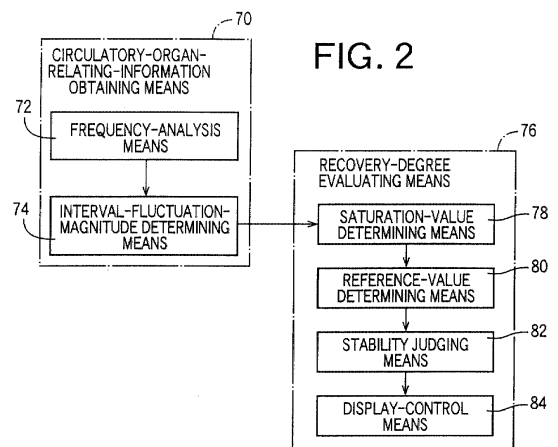 70
CIRCULATORY-ORGAN-
RELATING-INFORMATION
OBTAINING MEANS
72
FREQUENCY-ANALYSIS
MEANS
74
INTERVAL-FLUCTUATION-
MAGNITUDE DETERMINING
MEANS
FIG. 2
76
RECOVERY-DEGREE
EVALUATING MEANS
SATURATION-VALUE
DETERMINING MEANS
78
REFERENCE-VALUE
DETERMINING MEANS
80
STABILITY JUDGING
MEANS
82
DISPLAY-CONTROL
MEANS
84